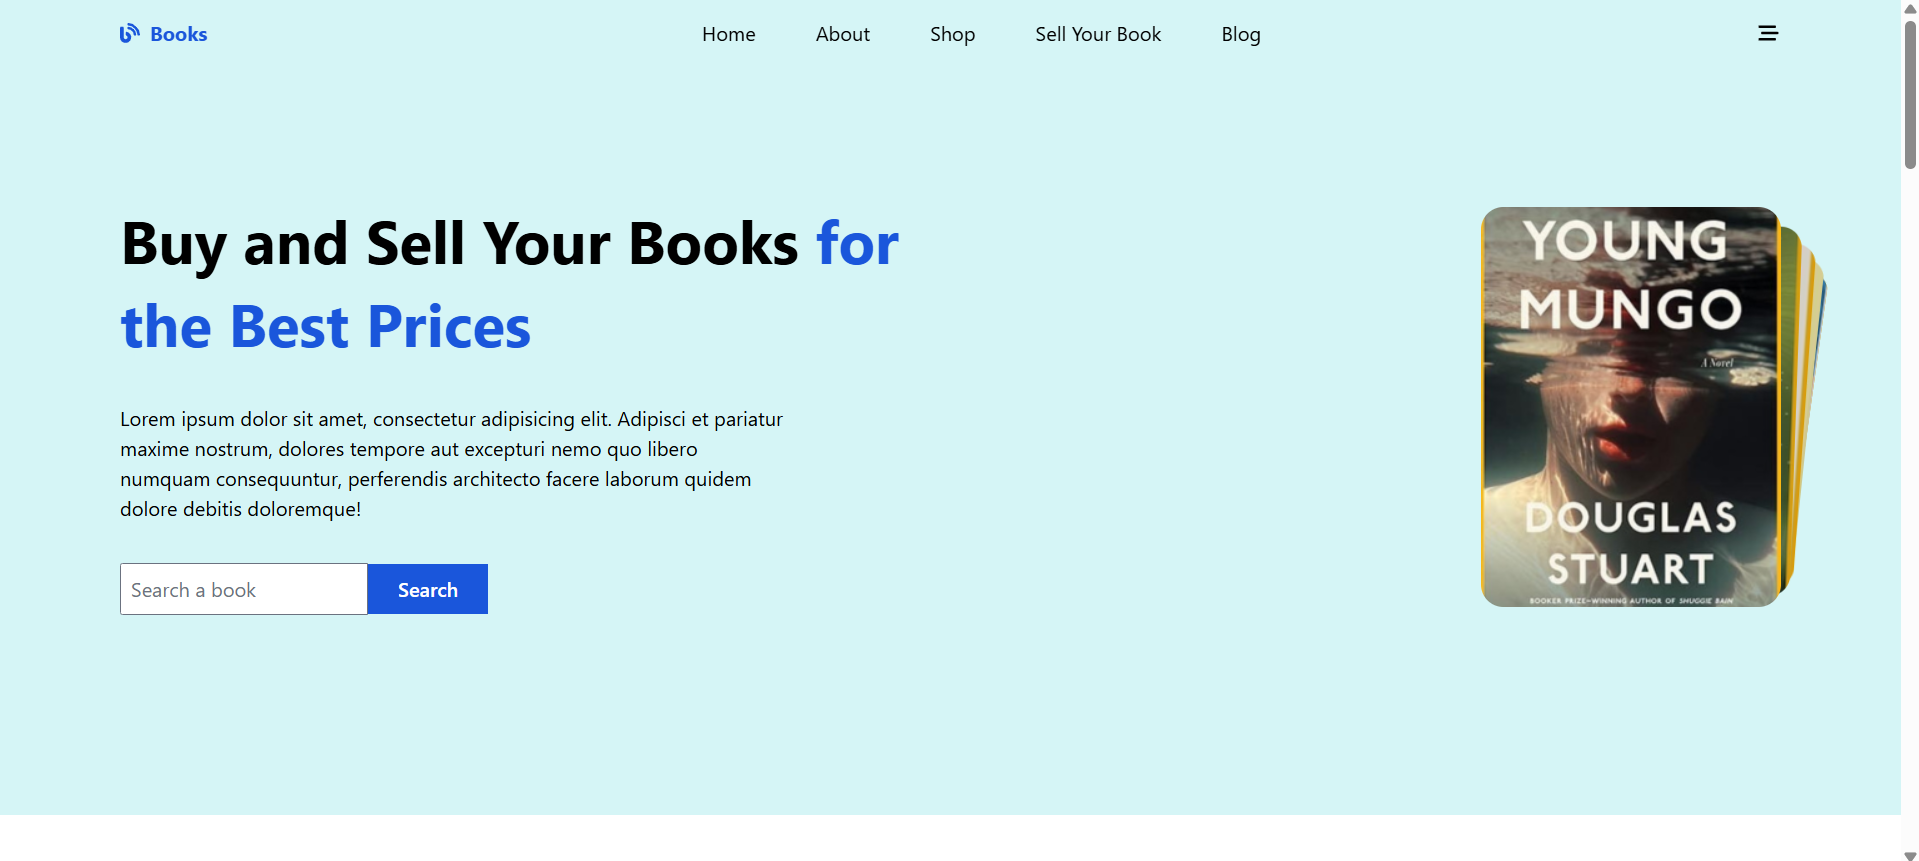 Books
Home
About
Shop
Sell Your Book
Blog
Buy and Sell Your Books for
the Best Prices
Lorem ipsum dolor sit amet, consectetur adipisicing elit. Adipisci et pariatur
maxime nostrum, dolores tempore aut excepturi nemo quo libero
numquam consequuntur, perferendis architecto facere laborum quidem
dolore debitis doloremque!
Search a book
Search
YOUNG
MUNGO
A Novel
DOUGLAS
STUART
BOOKER PRIZE–WINNING AUTHOR OF SHUGGIE BAIN